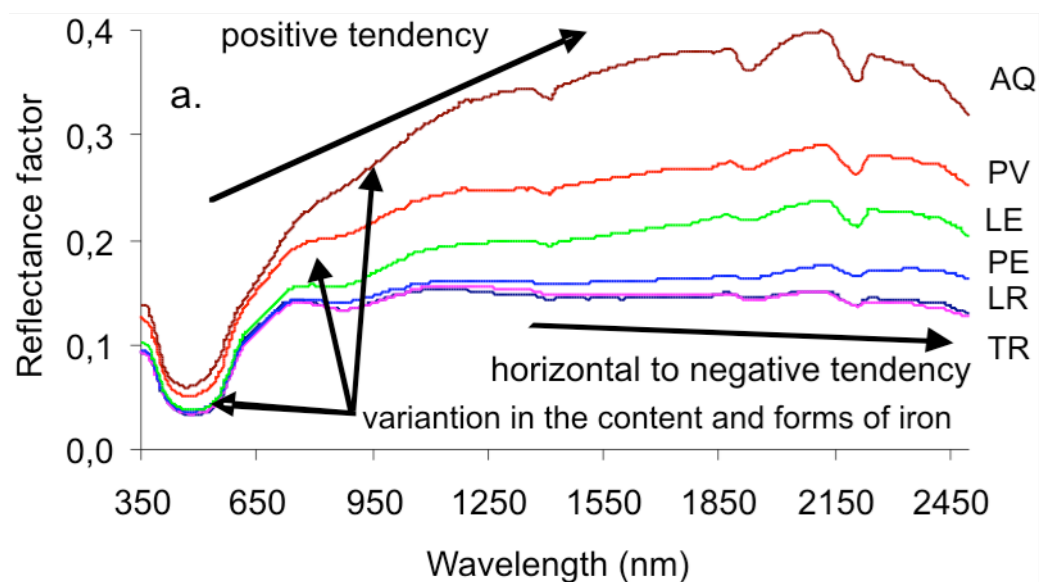 0,4
0,3
0,2
0,1
0,0
Reflectance factor
positive tendency
a.
AQ
PV
LE
PE
LR
TR
horizontal to negative tendency
variantion in the content and forms of iron
350 650 950 1250 1550 1850 2150 2450
Wavelength (nm)